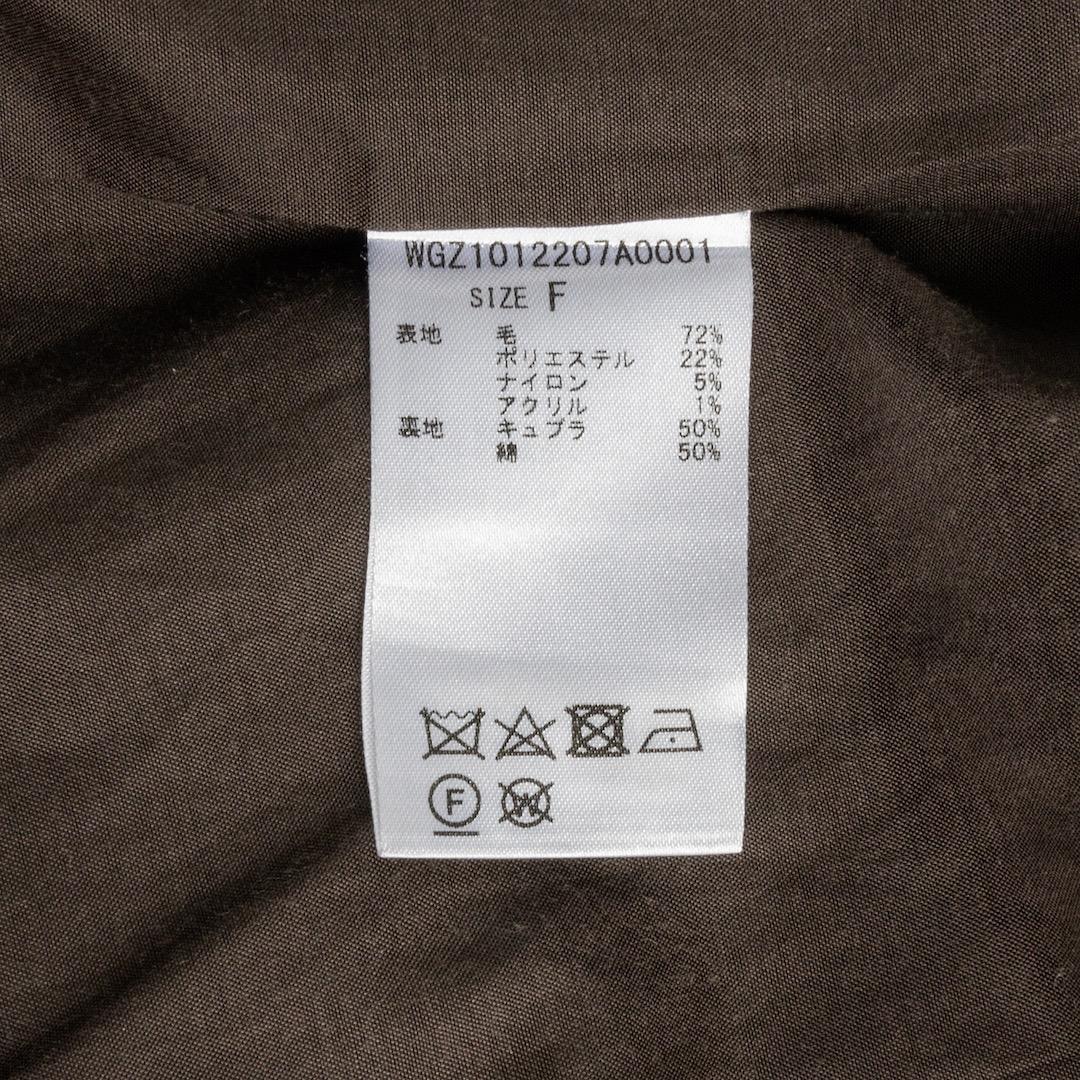 WGZ1012207A0001
SIZE F
表地 毛 72%
ポリエステル 22%
ナイロン 5%
アクリル 1%
裏地 キュプラ 50%
綿 50%
F W